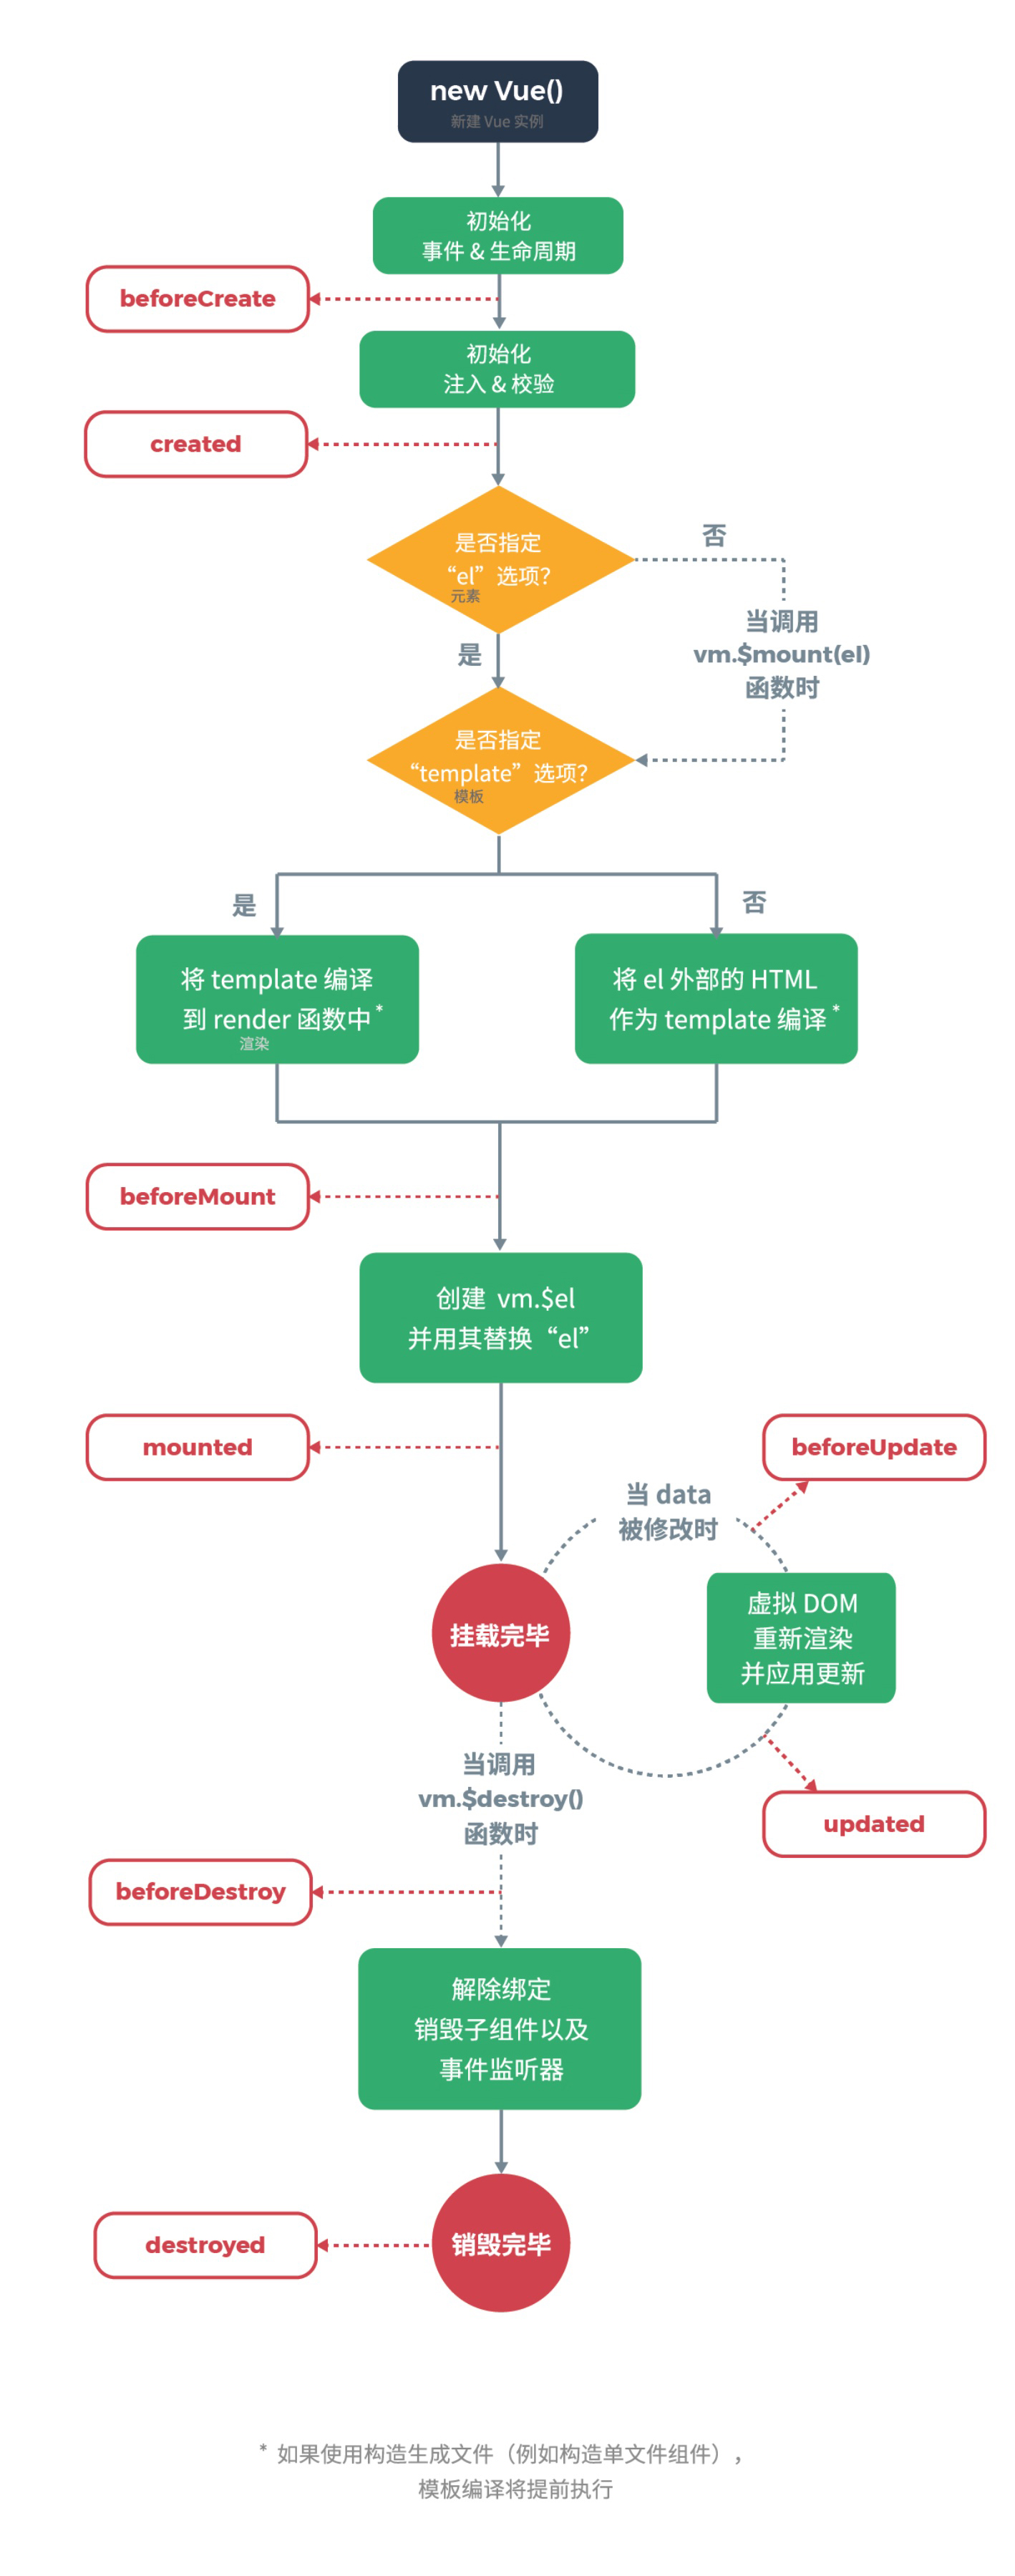 new Vue()
新建 Vue 实例
初始化
事件 & 生命周期
beforeCreate
初始化
注入 & 校验
created
是否指定
“el”选项?
元素
否
当调用
vm.$mount(el)
函数时
是
是否指定
“template”选项?
模板
是
否
将 template 编译
到 render 函数中*
渲染
将 el 外部的 HTML
作为 template 编译*
beforeMount
创建 vm.$el
并用其替换“el”
mounted
beforeUpdate
当 data
被修改时
挂载完毕
虚拟 DOM
重新渲染
并应用更新
当调用
vm.$destroy()
函数时
updated
beforeDestroy
解除绑定
销毁子组件以及
事件监听器
销毁完毕
destroyed
* 如果使用构造生成文件（例如构造单文件组件），
模板编译将提前执行